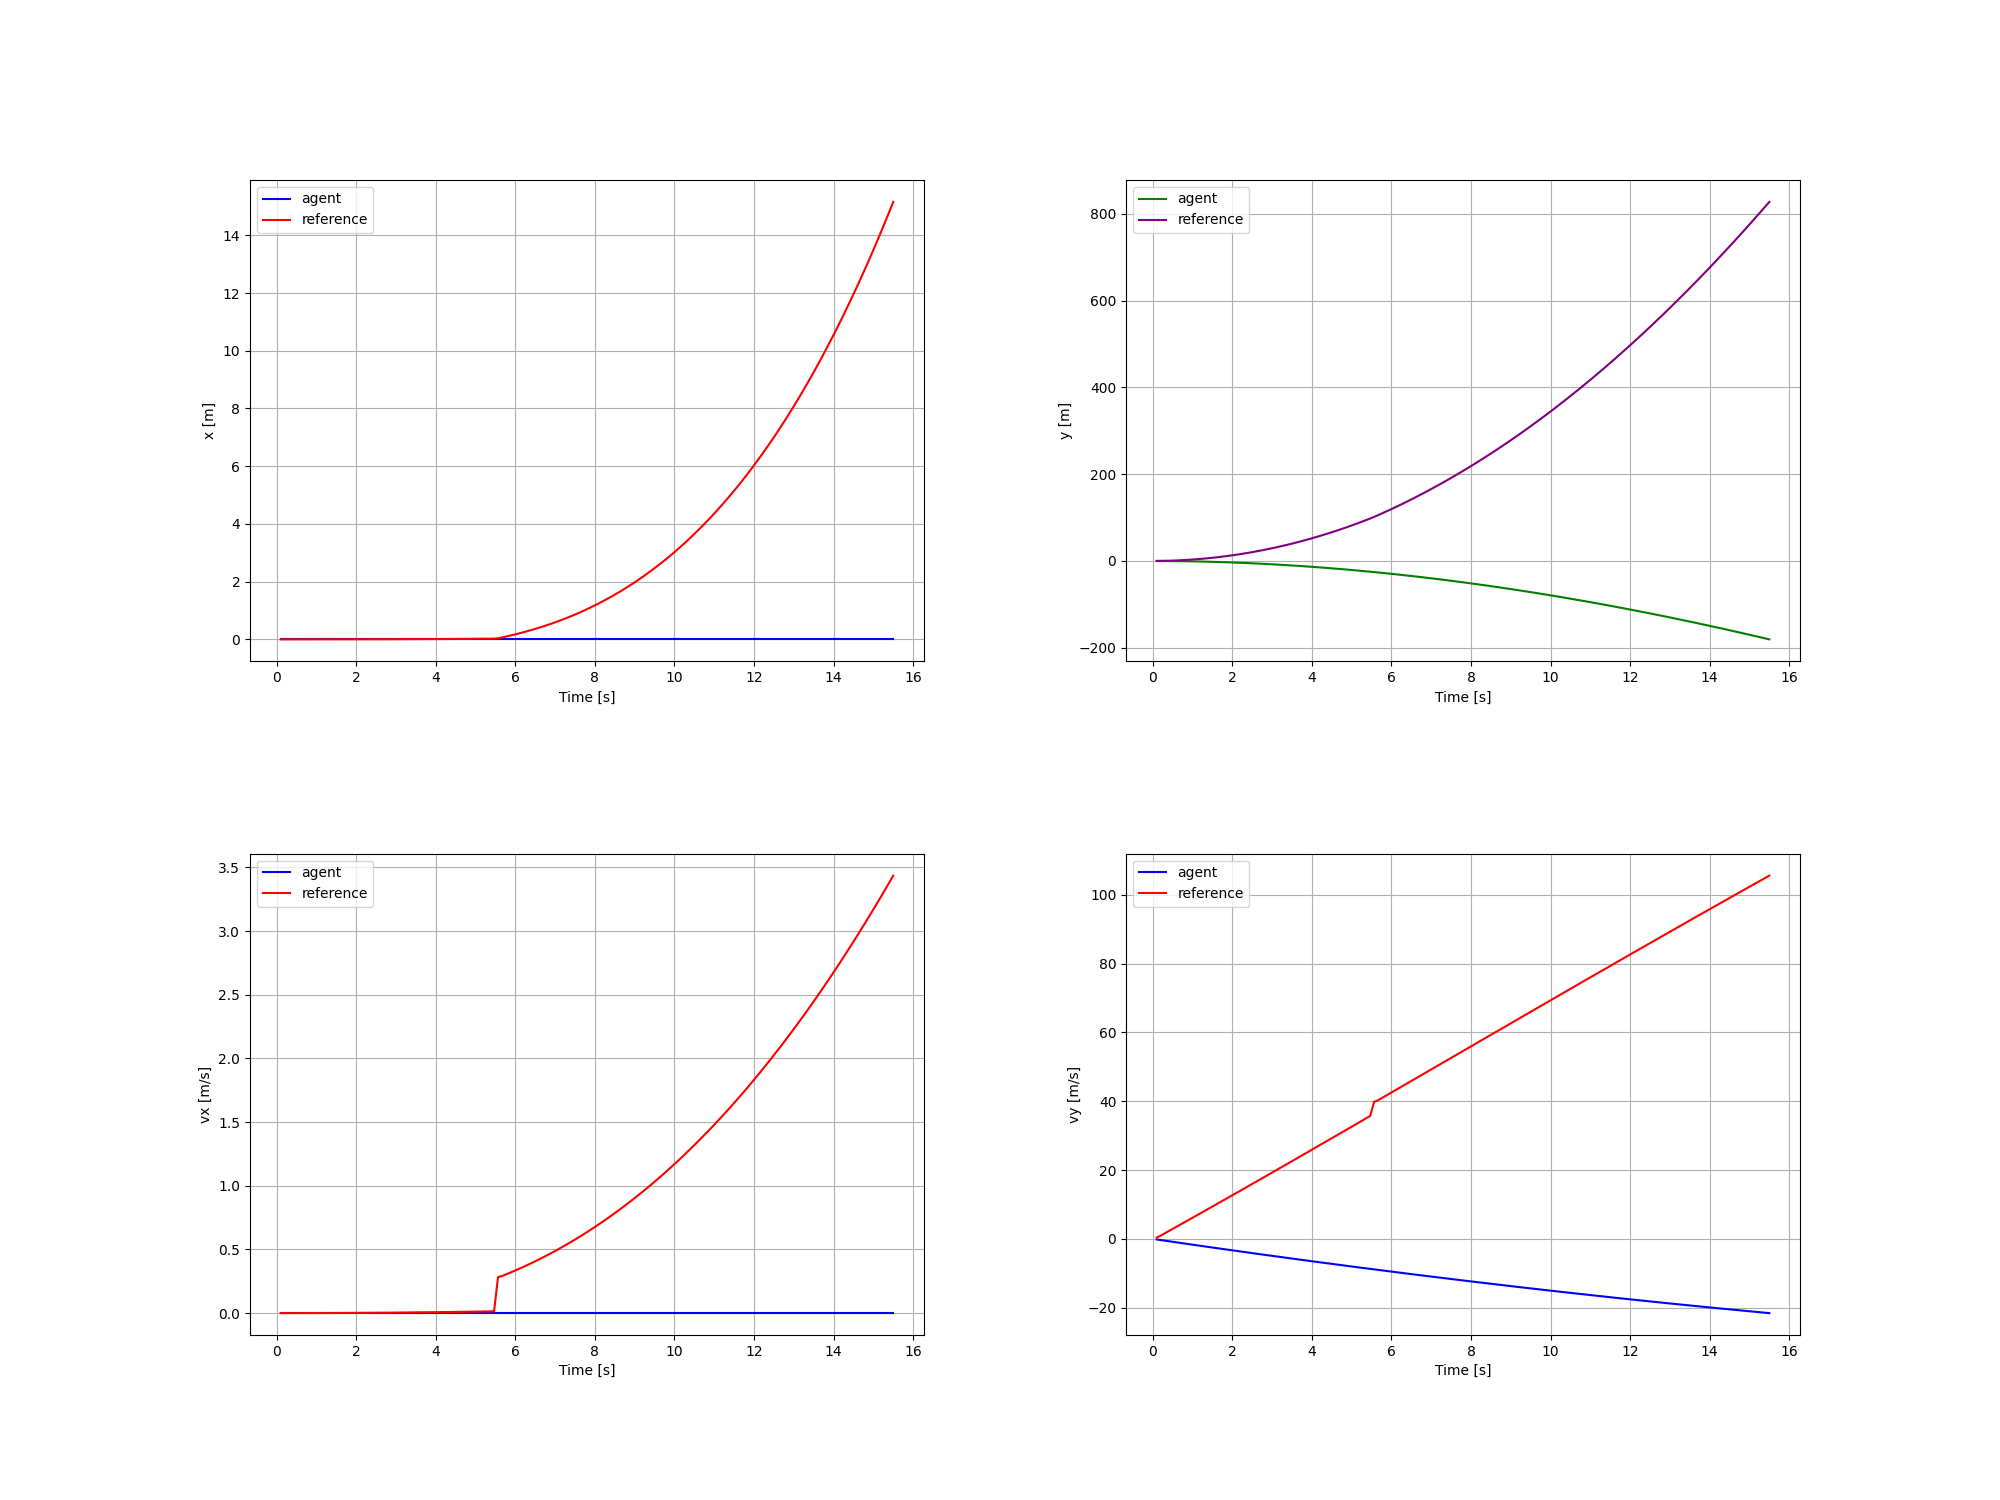 agent
reference
14
12
10
8
6
4
2
0
x [m]
0 2 4 6 8 10 12 14 16
Time [s]
agent
reference
800
600
400
200
0
−200
y [m]
0 2 4 6 8 10 12 14 16
Time [s]
agent
reference
3.5
3.0
2.5
2.0
1.5
1.0
0.5
0.0
vx [m/s]
0 2 4 6 8 10 12 14 16
Time [s]
agent
reference
100
80
60
40
20
0
−20
vy [m/s]
0 2 4 6 8 10 12 14 16
Time [s]